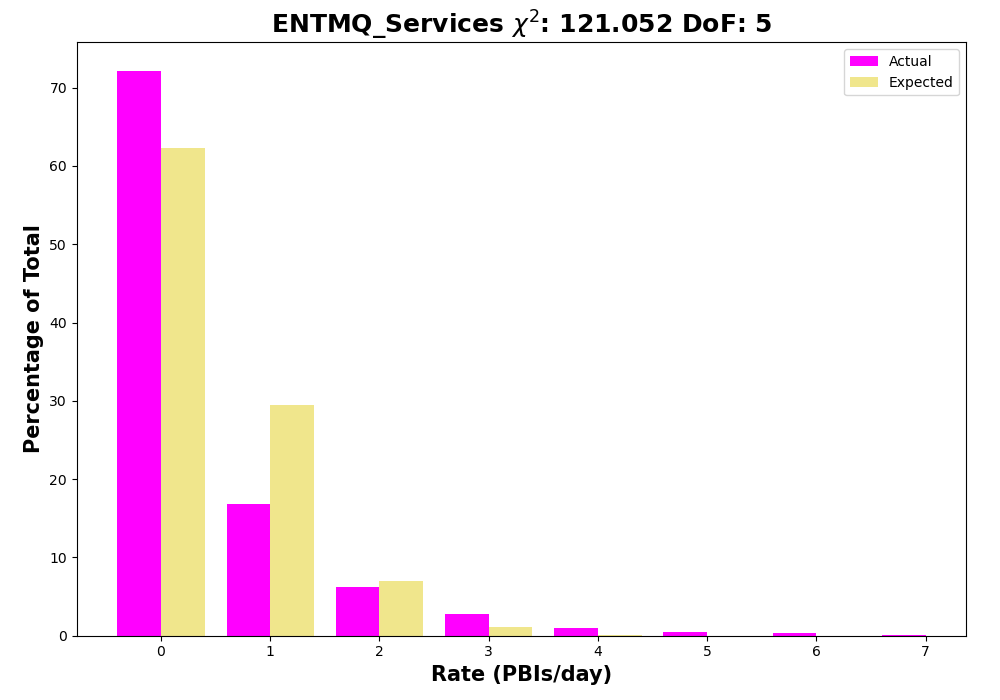 ENTMQ_Services χ²: 121.052 DoF: 5
Actual
Expected
Percentage of Total
70
60
50
40
30
20
10
0
0 1 2 3 4 5 6 7
Rate (PBIs/day)